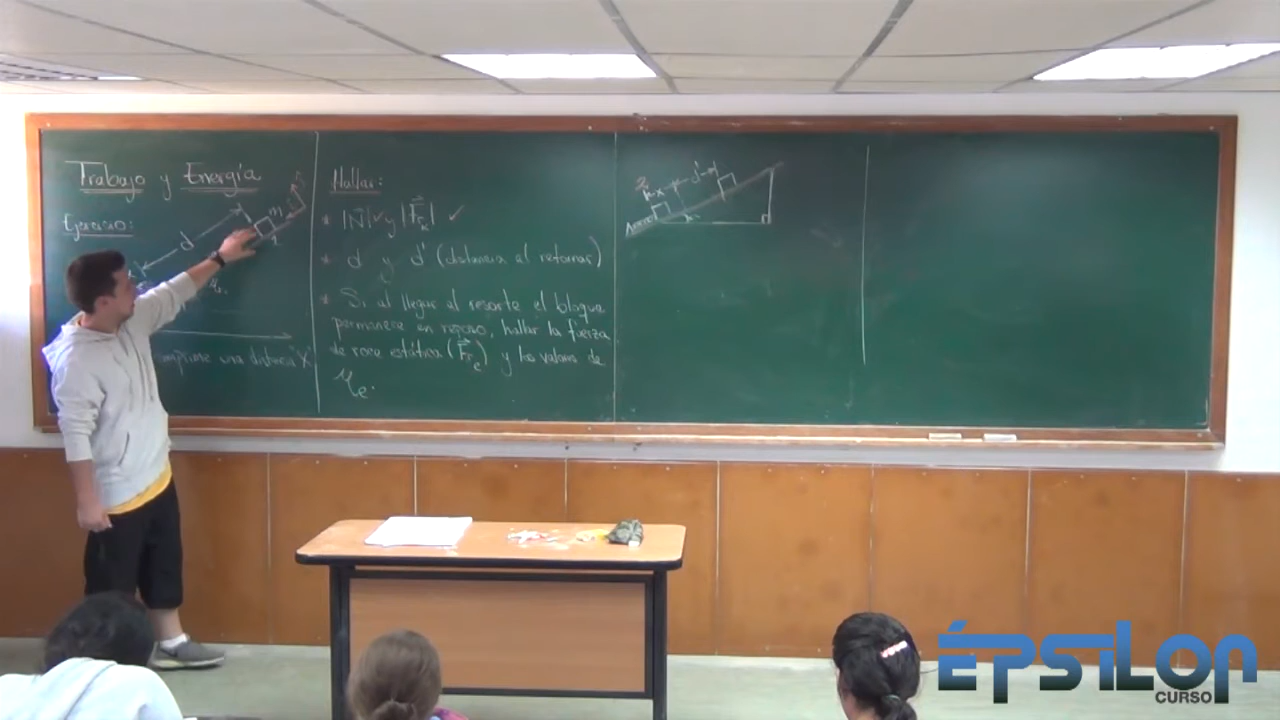 Trabajo y Energía
Ejercicio:
d
m
comprime una distancia X
Hallar:
* |N| ✓ y |Frk| ✓
* d y d' (distancia al retornar)
* Si al llegar al resorte el bloque
permanece en reposo, hallar la fuerza
de roce estática (Fre) y los valores de
μe.
x d'
ÉPSILON
CURSO